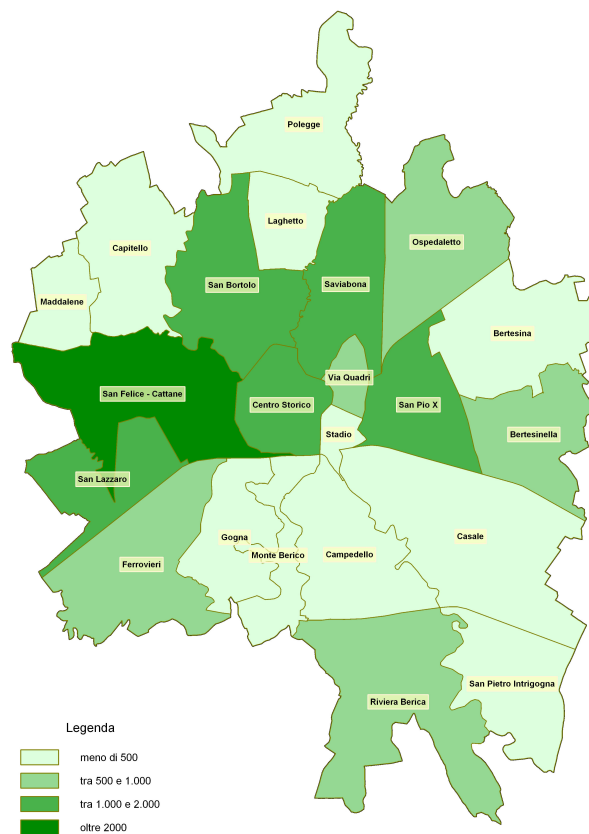 Polegge
Laghetto
Ospedaletto
Capitello
San Bortolo
Saviabona
Maddalene
Bertesina
Via Quadri
San Felice - Cattane
Centro Storico
San Pio X
Stadio
Bertesinella
San Lazzaro
Gogna
Casale
Monte Berico
Campedello
Ferrovieri
San Pietro Intrigogna
Riviera Berica
Legenda
meno di 500
tra 500 e 1.000
tra 1.000 e 2.000
oltre 2000